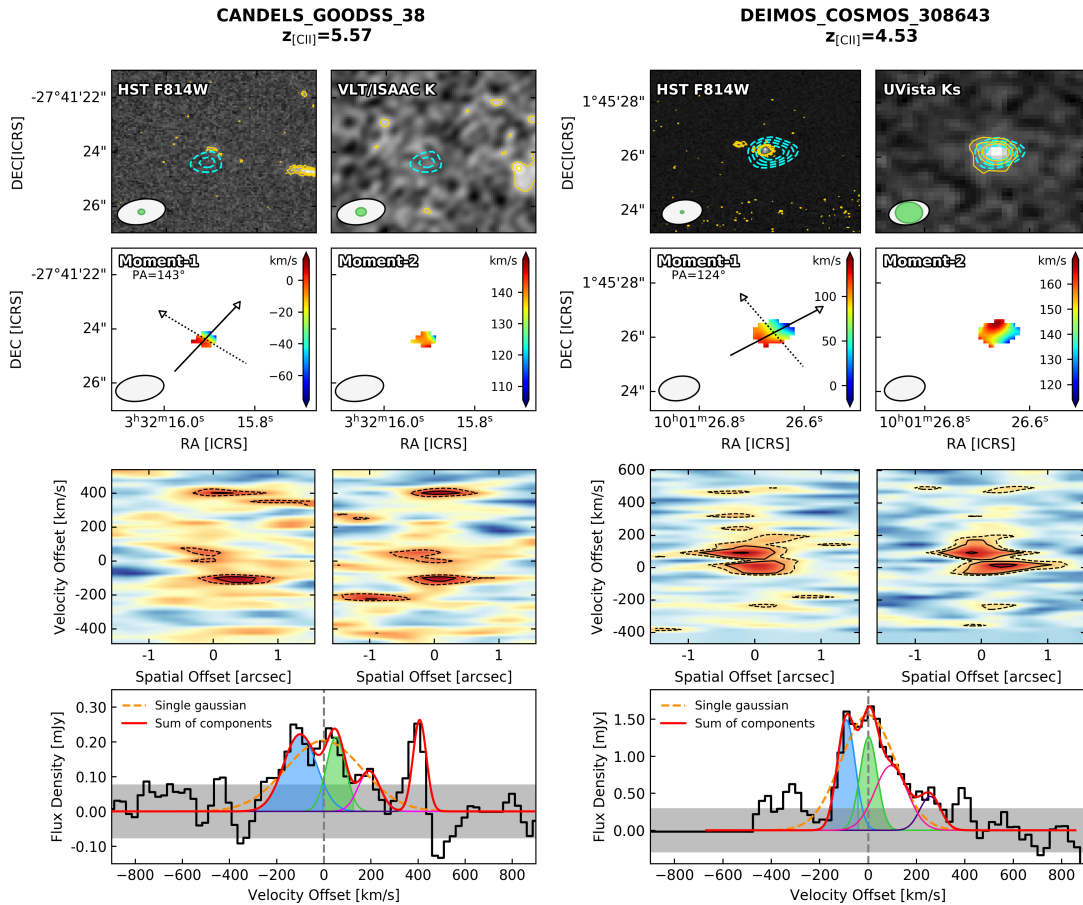 CANDELS_GOODSS_38
z[CII]=5.57
DEIMOS_COSMOS_308643
z[CII]=4.53
HST F814W
VLT/ISAAC K
HST F814W
UVista Ks
-27°41'22"
24"
26"
DEC[ICRS]
1°45'28"
26"
24"
DEC[ICRS]
Moment-1
PA=143°
km/s
0
−20
−40
−60
Moment-2
km/s
140
130
120
110
Moment-1
PA=124°
km/s
100
50
0
Moment-2
km/s
160
150
140
130
120
-27°41'22"
24"
26"
DEC [ICRS]
1°45'28"
26"
24"
DEC [ICRS]
3h32m16.0s
15.8s
15.8s
3h32m16.0s
RA [ICRS]
RA [ICRS]
10h01m26.8s
26.6s
10h01m26.8s
26.6s
RA [ICRS]
RA [ICRS]
400
200
0
-200
-400
Velocity Offset [km/s]
-1
0
1
-1
0
1
Spatial Offset [arcsec]
Spatial Offset [arcsec]
600
400
200
0
-200
-400
Velocity Offset [km/s]
-1
0
1
-1
0
1
Spatial Offset [arcsec]
Spatial Offset [arcsec]
Single gaussian
Sum of components
0.30
0.20
0.10
0.00
-0.10
Flux Density [mJy]
−800
−600
−400
−200
0
200
400
600
800
Velocity Offset [km/s]
Single gaussian
Sum of components
1.50
1.00
0.50
0.00
Flux Density [mJy]
−800
−600
−400
−200
0
200
400
600
800
Velocity Offset [km/s]